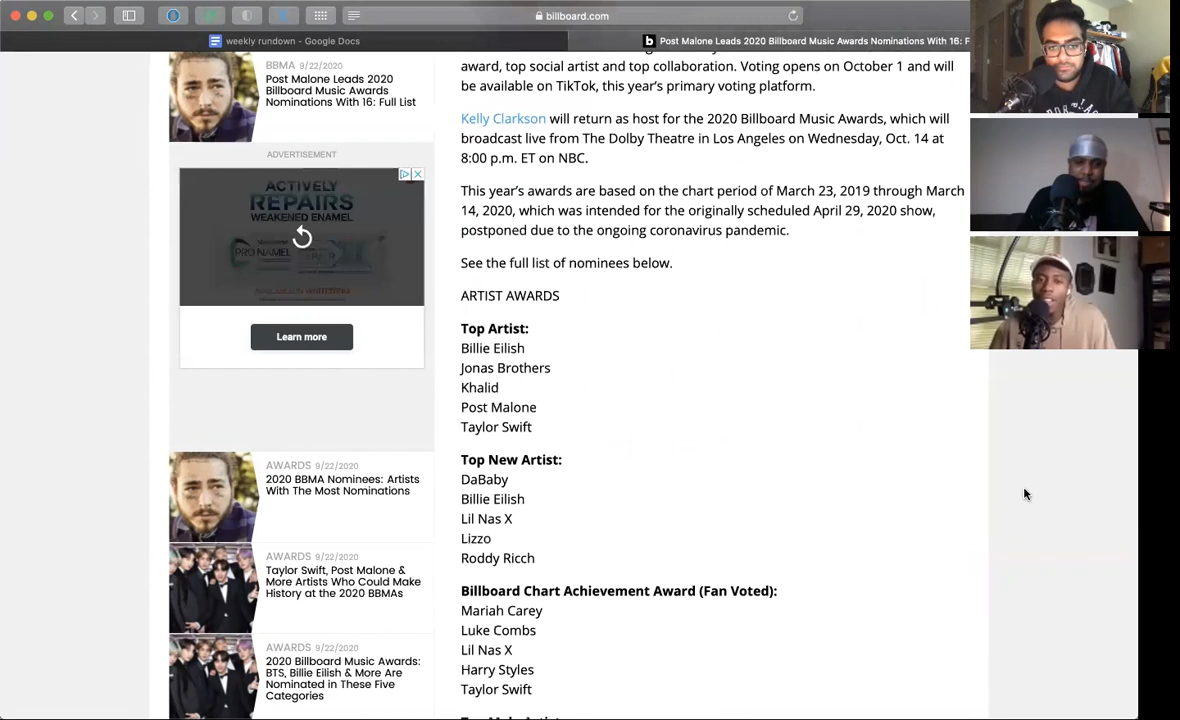 billboard.com
weekly rundown - Google Docs
Post Malone Leads 2020 Billboard Music Awards Nominations With 16: F
BBMA 9/22/2020
Post Malone Leads 2020
Billboard Music Awards
Nominations With 16: Full List
ADVERTISEMENT
ACTIVELY
REPAIRS
WEAKENED ENAMEL
PRONAMEL
REPAIR
Learn more
AWARDS 9/22/2020
2020 BBMA Nominees: Artists
With The Most Nominations
AWARDS 9/22/2020
Taylor Swift, Post Malone &
More Artists Who Could Make
History at the 2020 BBMAs
AWARDS 9/22/2020
2020 Billboard Music Awards:
BTS, Billie Eilish & More Are
Nominated in These Five
Categories
award, top social artist and top collaboration. Voting opens on October 1 and will
be available on TikTok, this year’s primary voting platform.
Kelly Clarkson will return as host for the 2020 Billboard Music Awards, which will
broadcast live from The Dolby Theatre in Los Angeles on Wednesday, Oct. 14 at
8:00 p.m. ET on NBC.
This year’s awards are based on the chart period of March 23, 2019 through March
14, 2020, which was intended for the originally scheduled April 29, 2020 show,
postponed due to the ongoing coronavirus pandemic.
See the full list of nominees below.
ARTIST AWARDS
Top Artist:
Billie Eilish
Jonas Brothers
Khalid
Post Malone
Taylor Swift
Top New Artist:
DaBaby
Billie Eilish
Lil Nas X
Lizzo
Roddy Ricch
Billboard Chart Achievement Award (Fan Voted):
Mariah Carey
Luke Combs
Lil Nas X
Harry Styles
Taylor Swift